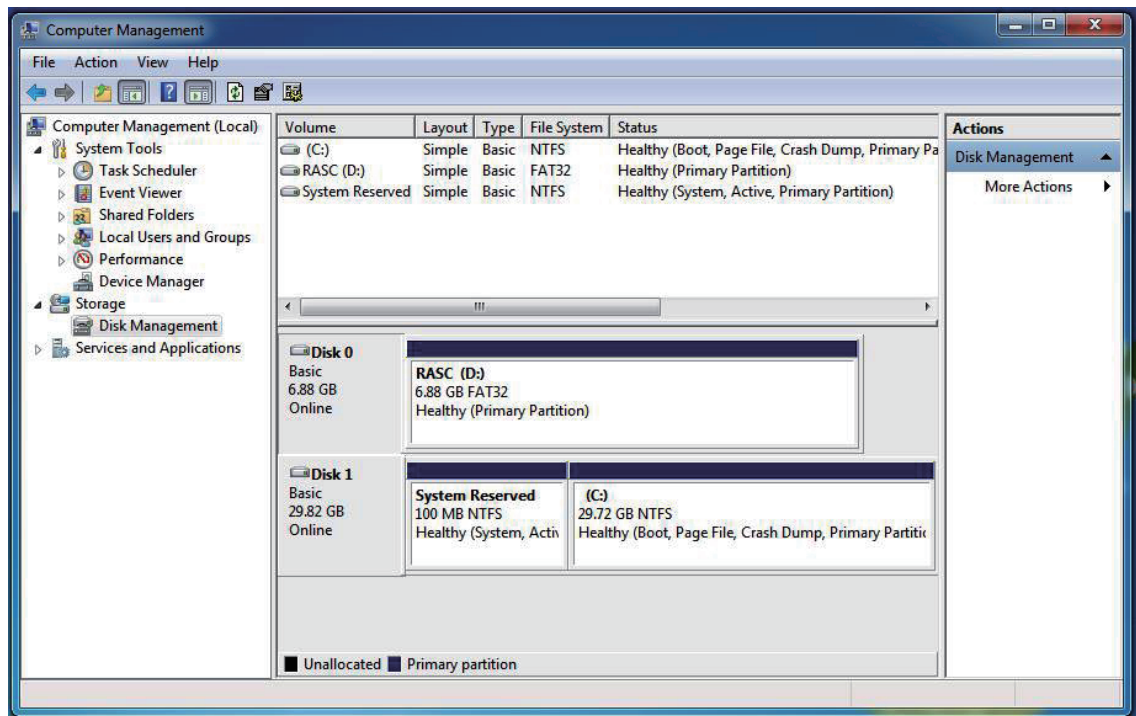 Computer Management
File Action View Help
Computer Management (Local)
System Tools
Task Scheduler
Event Viewer
Shared Folders
Local Users and Groups
Performance
Device Manager
Storage
Disk Management
Services and Applications
Volume Layout Type File System Status
(C:) Simple Basic NTFS Healthy (Boot, Page File, Crash Dump, Primary Pa
RASC (D:) Simple Basic FAT32 Healthy (Primary Partition)
System Reserved Simple Basic NTFS Healthy (System, Active, Primary Partition)
Disk 0
Basic
6.88 GB
Online
RASC (D:)
6.88 GB FAT32
Healthy (Primary Partition)
Disk 1
Basic
29.82 GB
Online
System Reserved
100 MB NTFS
Healthy (System, Activ
(C:)
29.72 GB NTFS
Healthy (Boot, Page File, Crash Dump, Primary Partitic
Unallocated Primary partition
Actions
Disk Management
More Actions